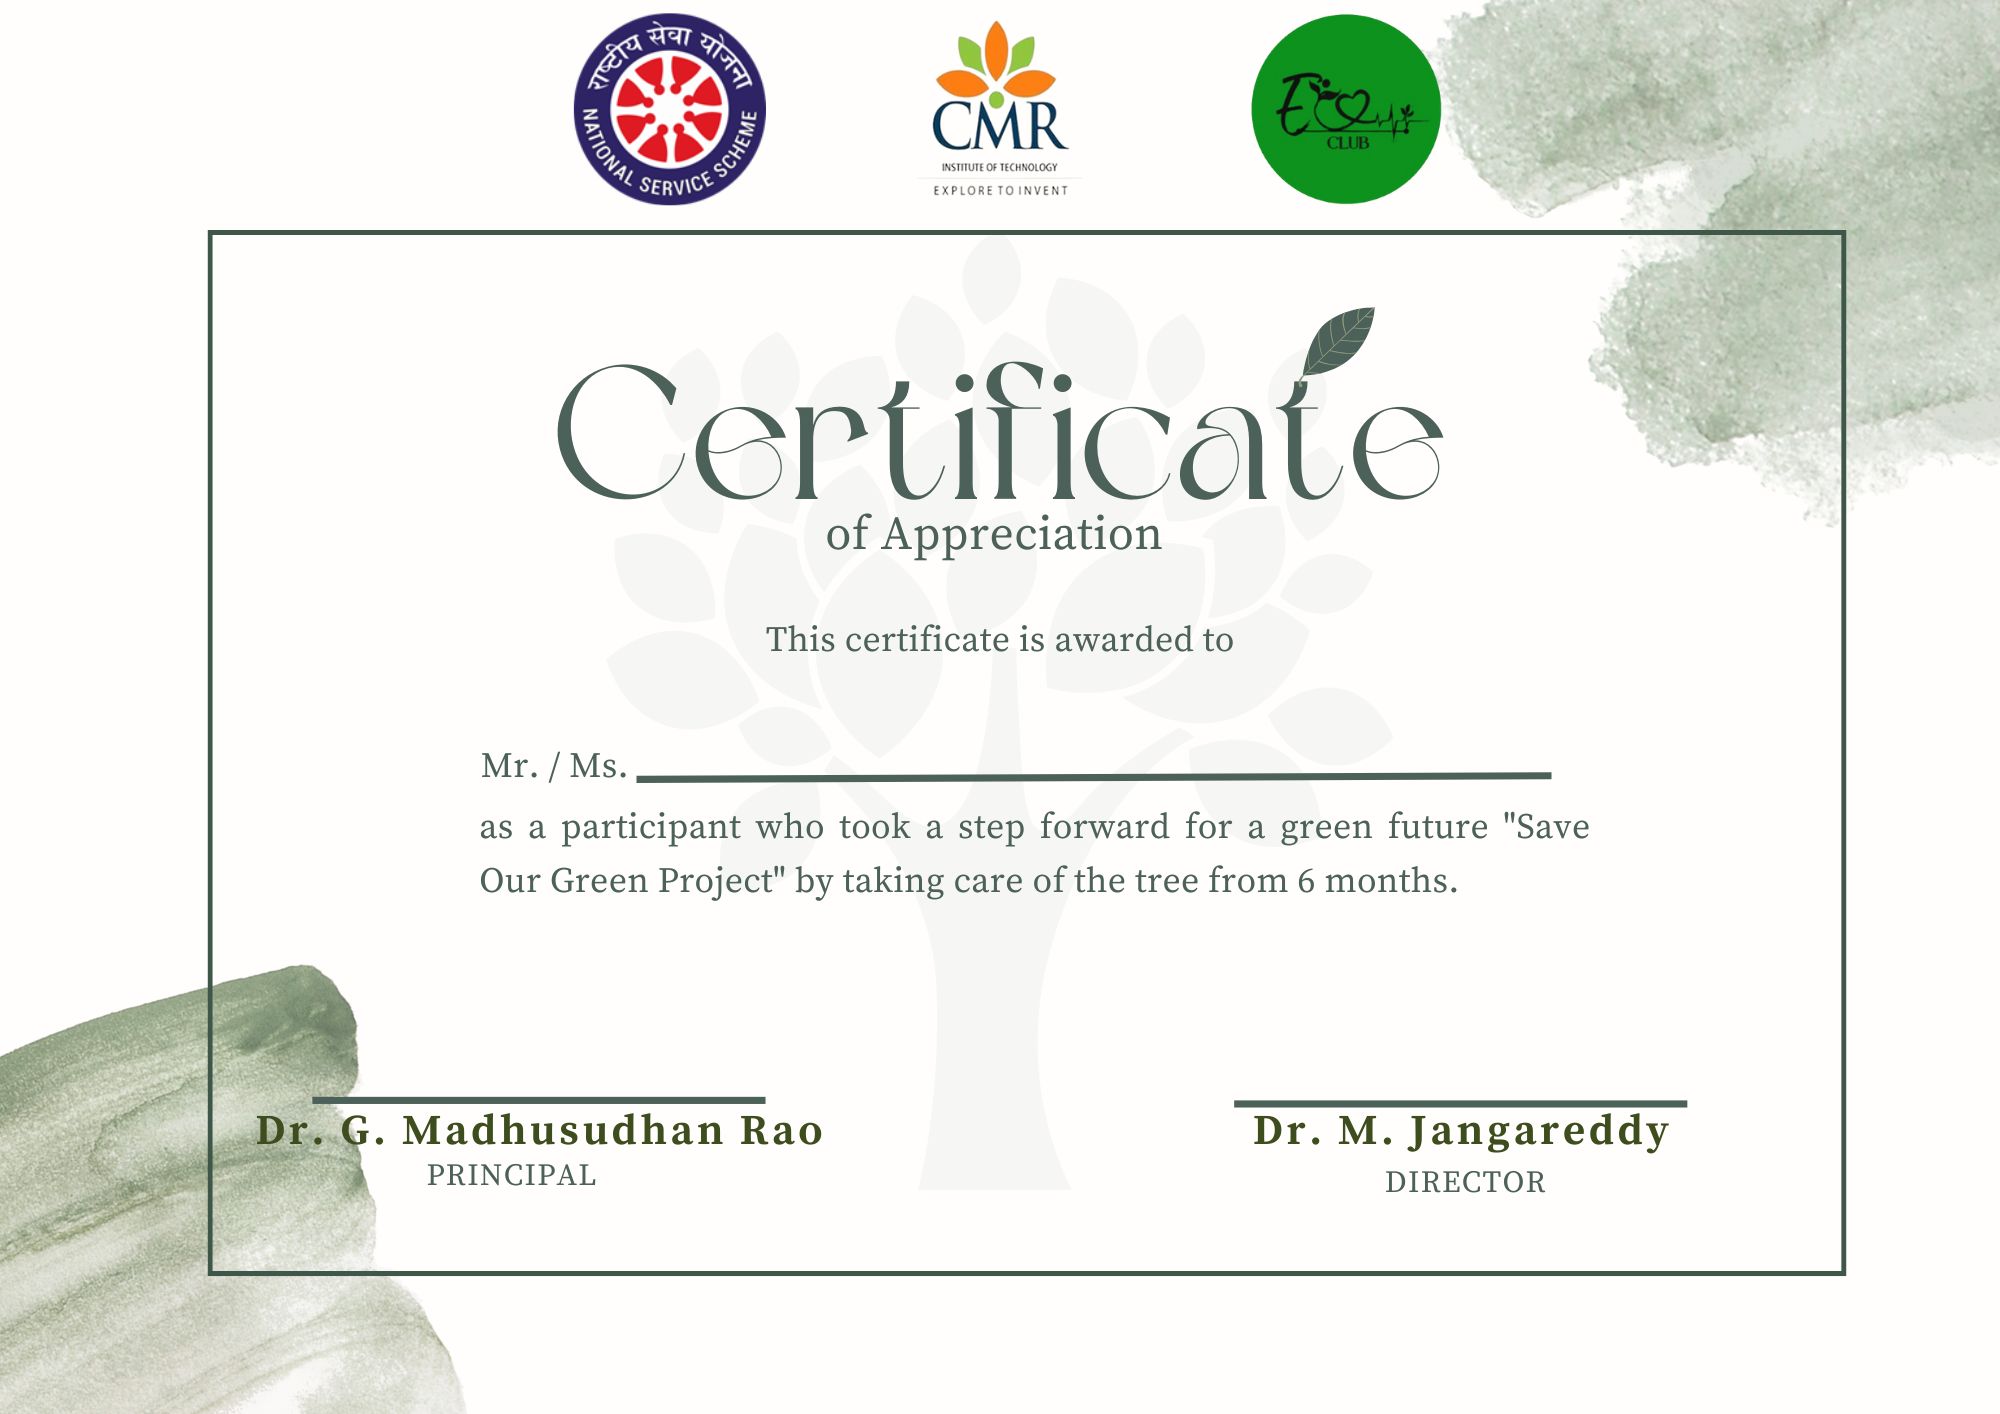 राष्ट्रीय सेवा योजना
NATIONAL SERVICE SCHEME
CMR
INSTITUTE OF TECHNOLOGY
EXPLORE TO INVENT
Eco
CLUB
Certificate
of Appreciation
This certificate is awarded to
Mr. / Ms.
as a participant who took a step forward for a green future "Save
Our Green Project" by taking care of the tree from 6 months.
Dr. G. Madhusudhan Rao
PRINCIPAL
Dr. M. Jangareddy
DIRECTOR